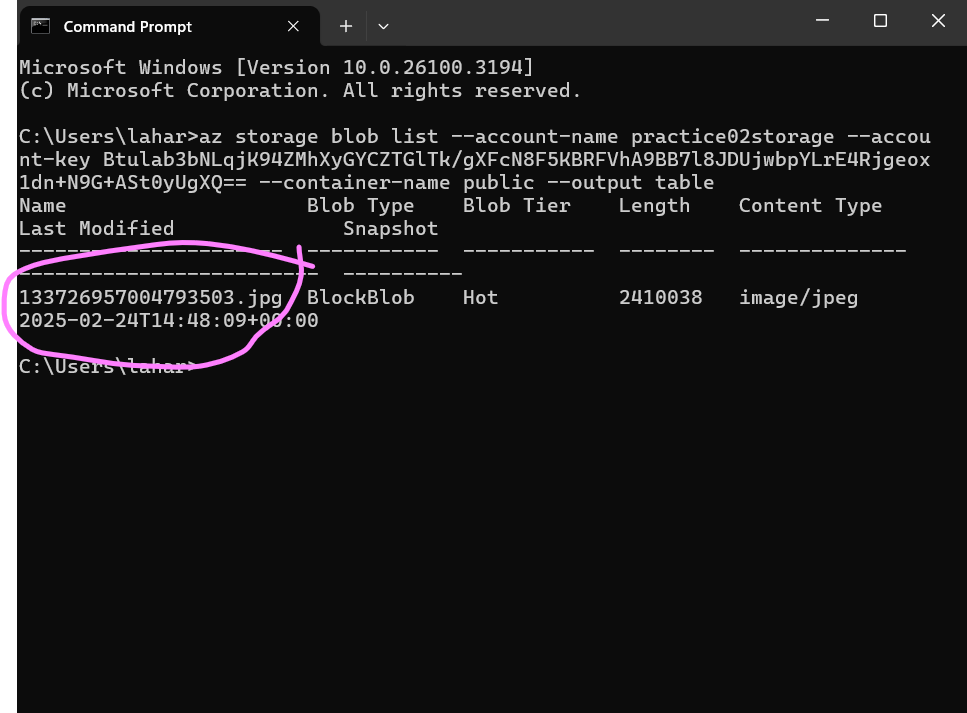 Command Prompt
Microsoft Windows [Version 10.0.26100.3194]
(c) Microsoft Corporation. All rights reserved.
C:\Users\lahar>az storage blob list --account-name practice02storage --accou
nt-key Btulab3bNLqjK94ZMhXyGYCZTGlTk/gXFcN8F5KBRFVhA9BB7l8JDUjwbpYLrE4Rjgeox
1dn+N9G+ASt0yUgXQ== --container-name public --output table
Name                    Blob Type    Blob Tier    Length    Content Type
Last Modified              Snapshot
----------------------  -----------  -----------  --------  --------------
-------------------------  ----------
133726957004793503.jpg  BlockBlob    Hot          2410038   image/jpeg
2025-02-24T14:48:09+00:00
C:\Users\lahar>